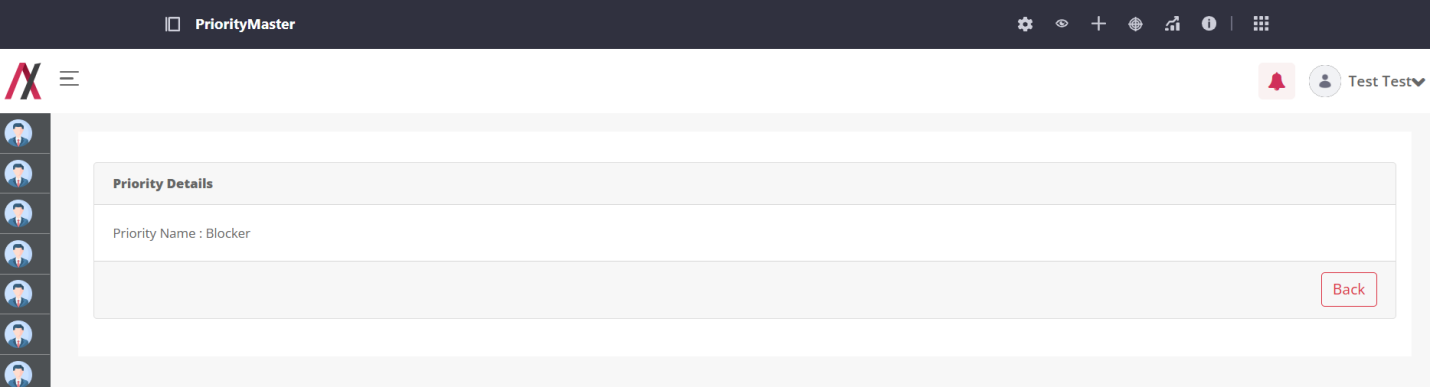 PriorityMaster
Test Test
Priority Details
Priority Name : Blocker
Back